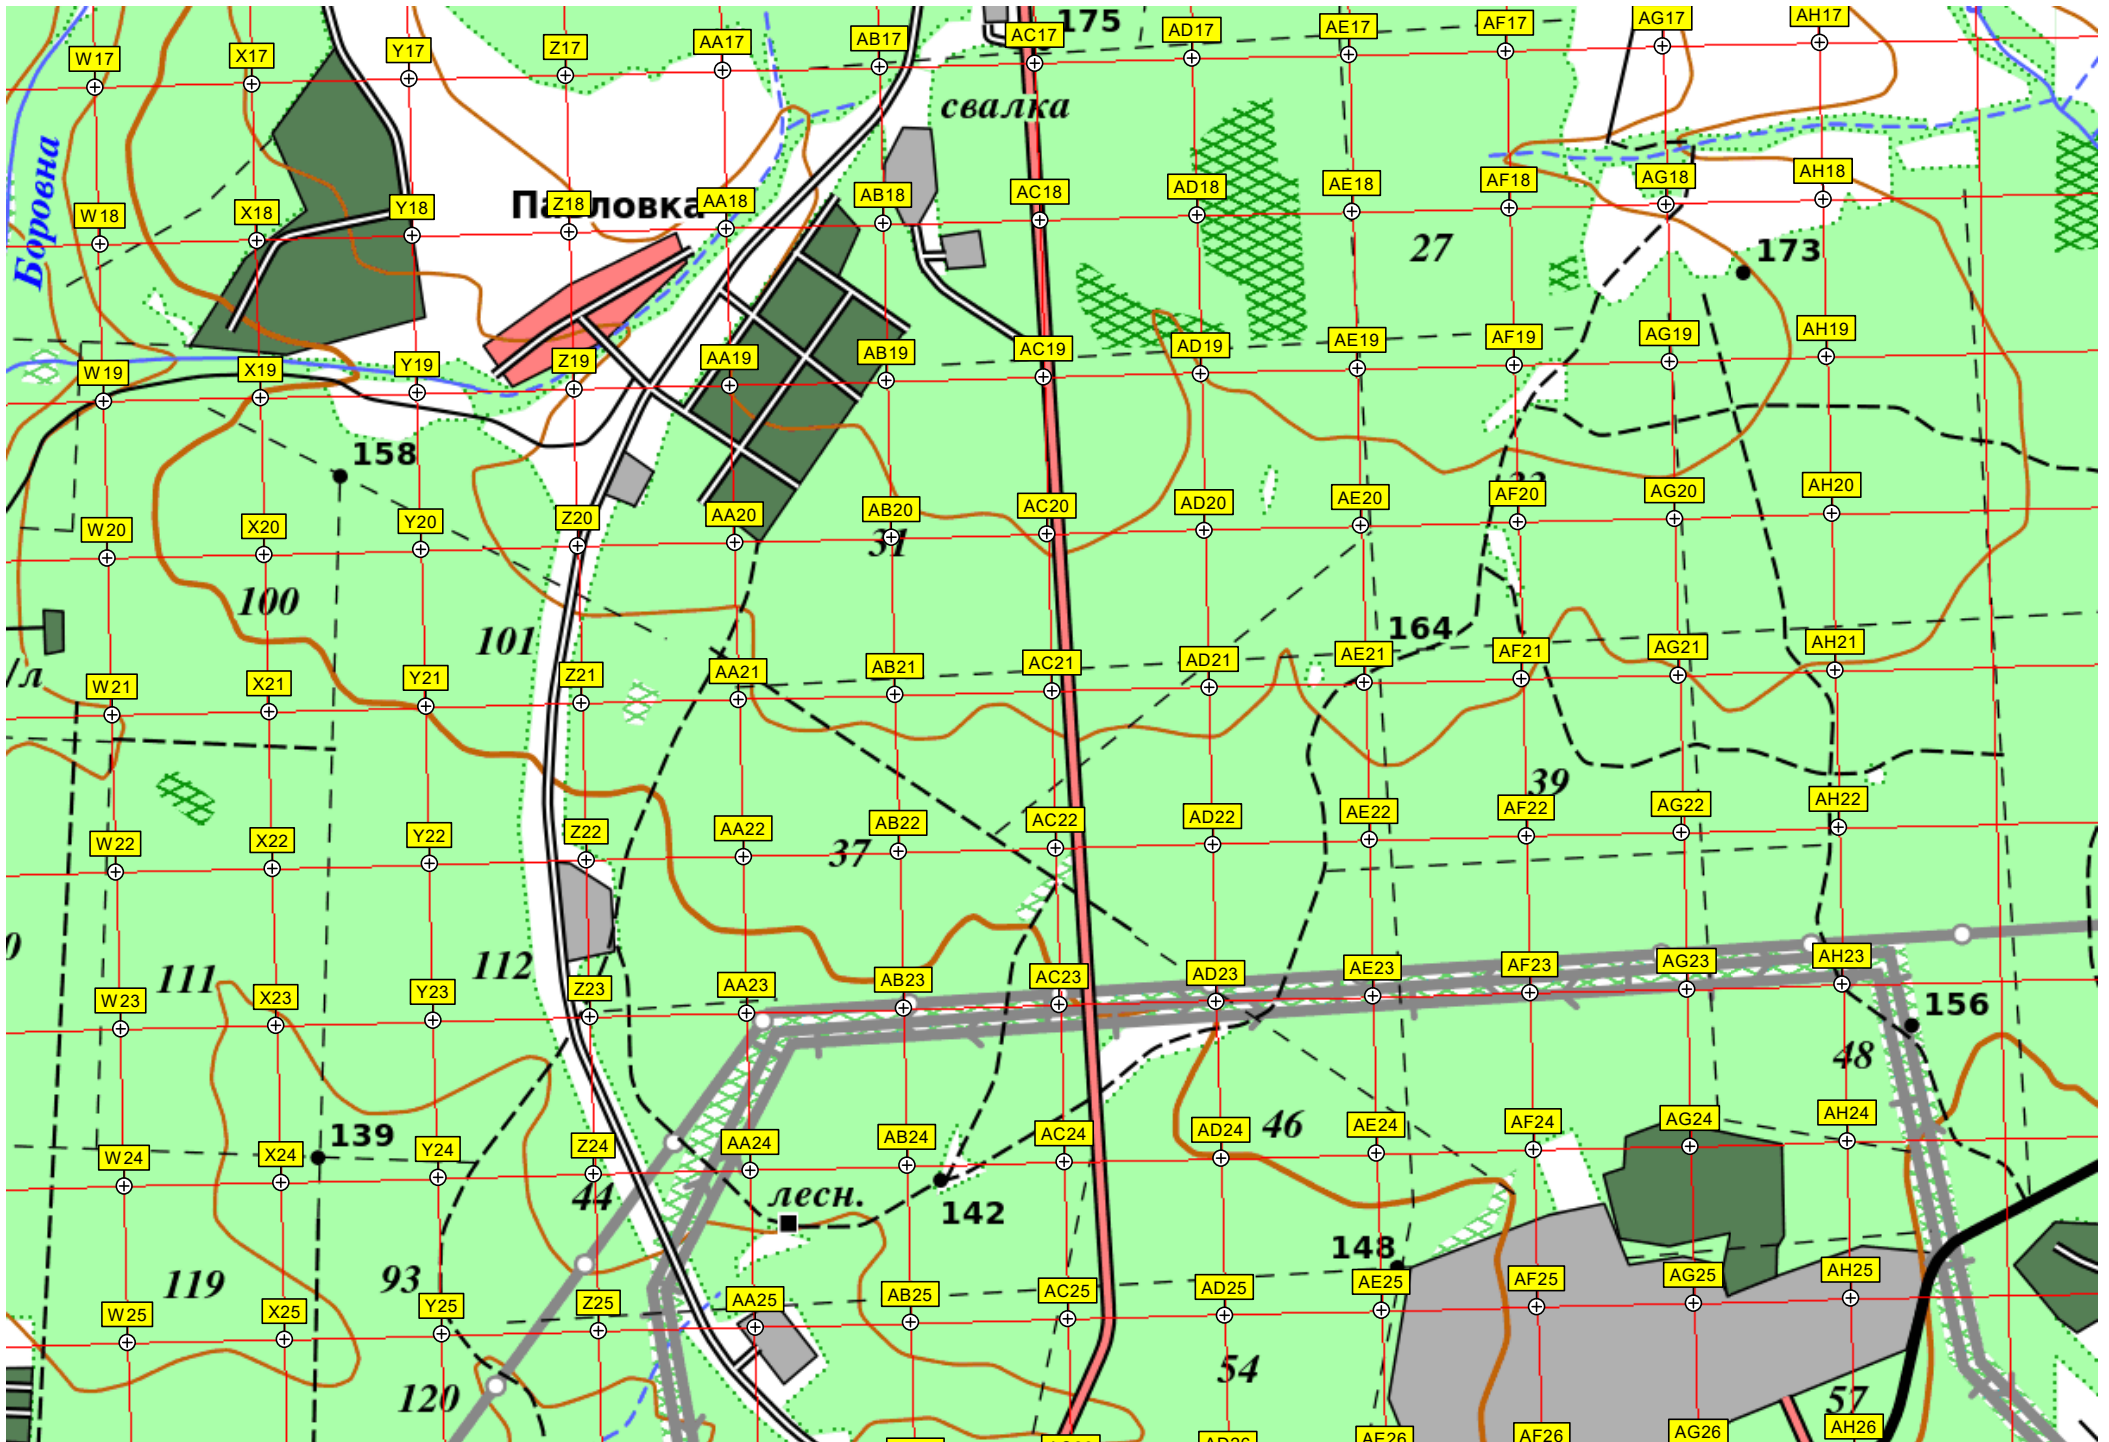 W17 X17 Y17 Z17 AA17 AB17 AC17 175 AD17 AE17 AF17 AG17 AH17
свалка
Боровна
W18 X18 Y18 Z18 AA18 AB18 AC18 AD18 AE18 AF18 AG18 AH18
27
173
W19 X19 Y19 Z19 AA19 AB19 AC19 AD19 AE19 AF19 AG19 AH19
158
W20 X20 Y20 Z20 AA20 AB20 AC20 AD20 AE20 AF20 AG20 AH20
31
100
101
164
/л
W21 X21 Y21 Z21 AA21 AB21 AC21 AD21 AE21 AF21 AG21 AH21
39
W22 X22 Y22 Z22 AA22 AB22 AC22 AD22 AE22 AF22 AG22 AH22
37
111
112
W23 X23 Y23 Z23 AA23 AB23 AC23 AD23 AE23 AF23 AG23 AH23
156
48
139
46
W24 X24 Y24 Z24 AA24 AB24 AC24 AD24 AE24 AF24 AG24 AH24
44
лесн.
142
148
119
93
W25 X25 Y25 Z25 AA25 AB25 AC25 AD25 AE25 AF25 AG25 AH25
54
120
57
AE26 AF26 AG26 AH26